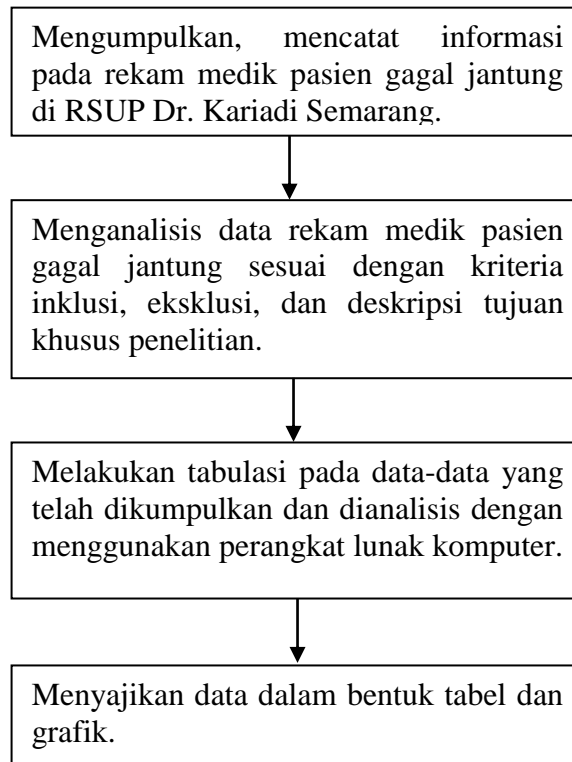 Mengumpulkan, mencatat informasi
pada rekam medik pasien gagal jantung
di RSUP Dr. Kariadi Semarang.
Menganalisis data rekam medik pasien
gagal jantung sesuai dengan kriteria
inklusi, eksklusi, dan deskripsi tujuan
khusus penelitian.
Melakukan tabulasi pada data-data yang
telah dikumpulkan dan dianalisis dengan
menggunakan perangkat lunak komputer.
Menyajikan data dalam bentuk tabel dan
grafik.